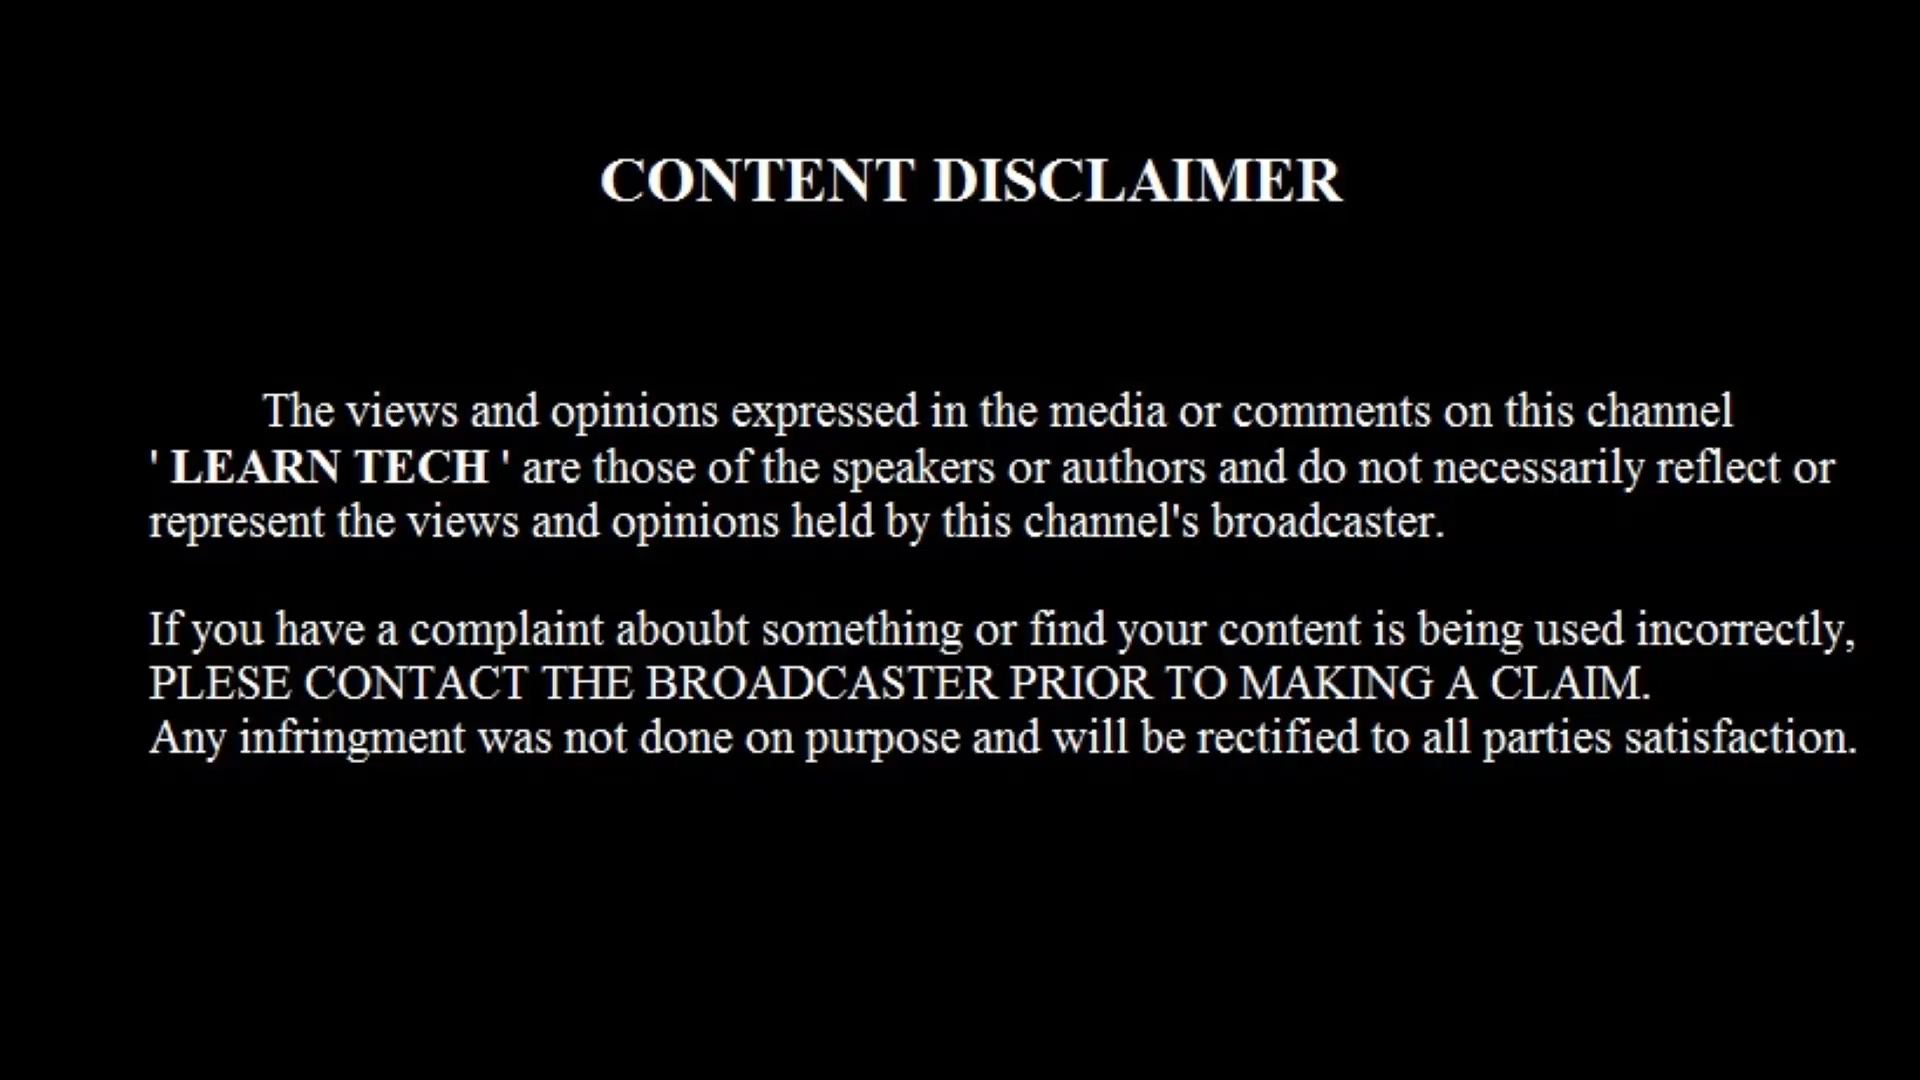 CONTENT DISCLAIMER
The views and opinions expressed in the media or comments on this channel
' LEARN TECH ' are those of the speakers or authors and do not necessarily reflect or
represent the views and opinions held by this channel's broadcaster.
If you have a complaint aboubt something or find your content is being used incorrectly,
PLESE CONTACT THE BROADCASTER PRIOR TO MAKING A CLAIM.
Any infringment was not done on purpose and will be rectified to all parties satisfaction.